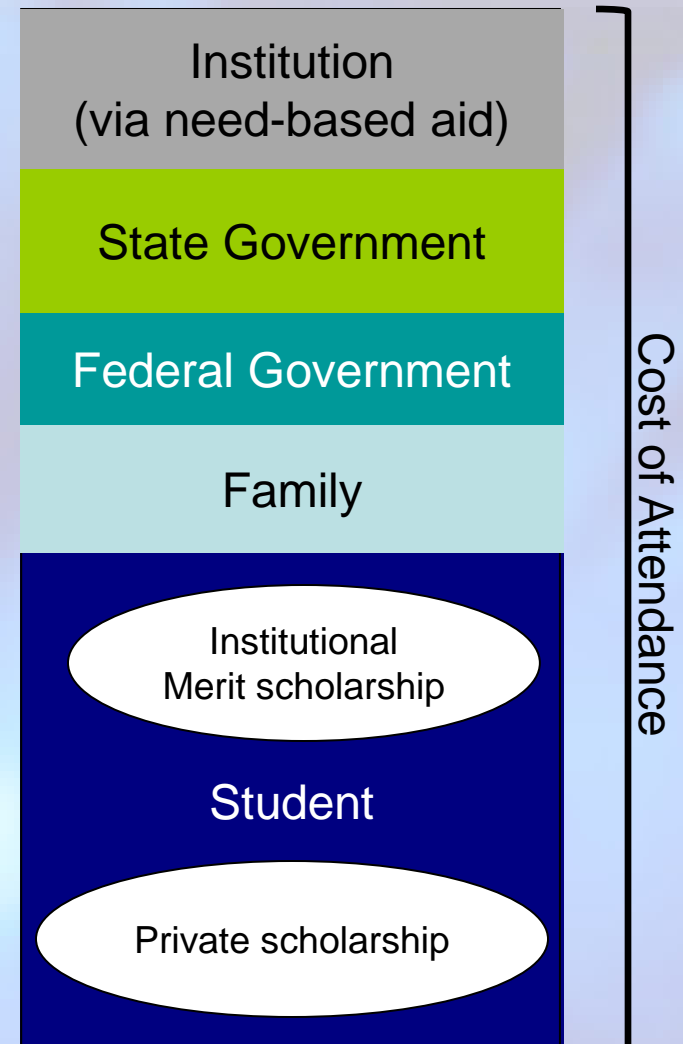 Institution
(via need-based aid)
State Government
Federal Government
Family
Institutional
Merit scholarship
Student
Private scholarship
Cost of Attendance